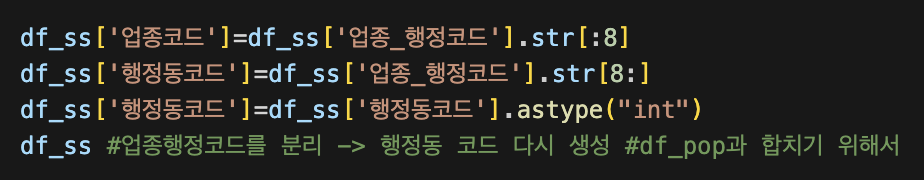 df_ss['업종코드']=df_ss['업종_행정코드'].str[:8]
df_ss['행정동코드']=df_ss['업종_행정코드'].str[8:]
df_ss['행정동코드']=df_ss['행정동코드'].astype("int")
df_ss #업종행정코드를 분리 -> 행정동 코드 다시 생성 #df_pop과 합치기 위해서